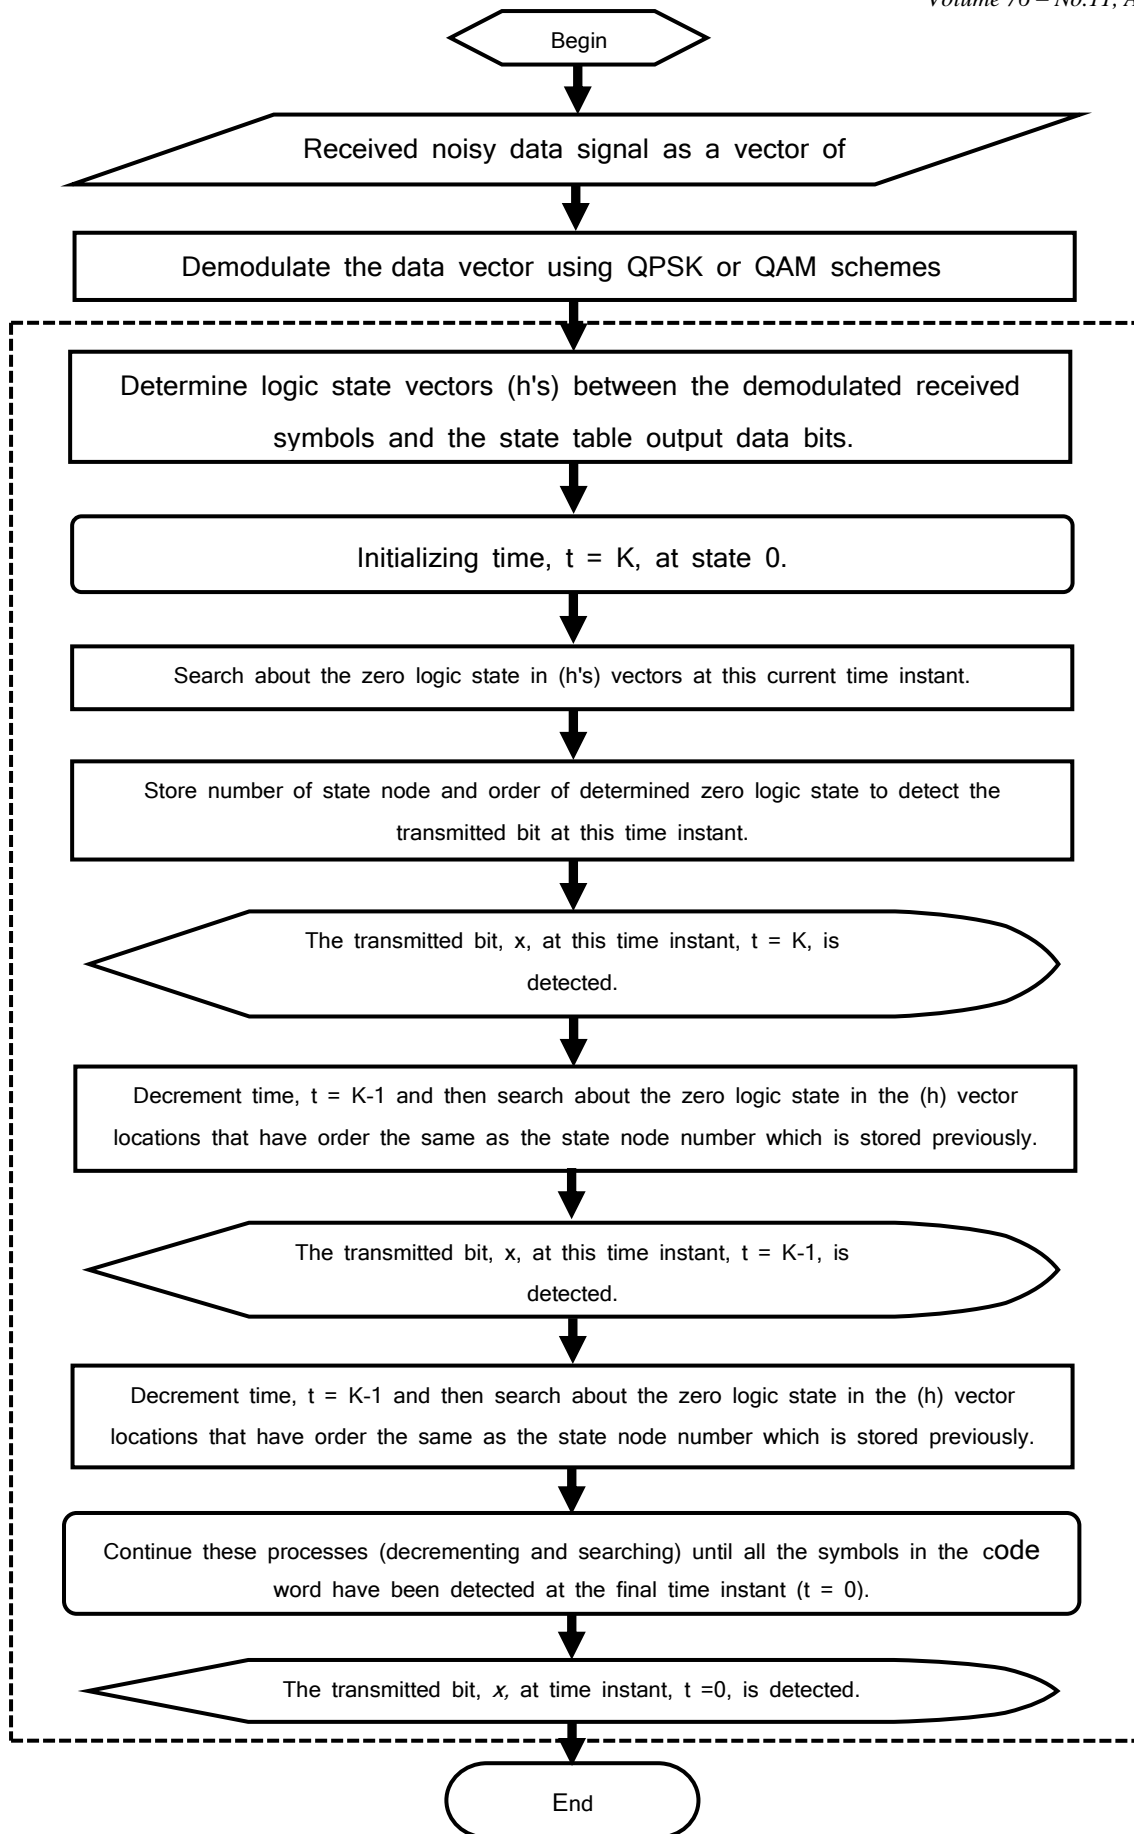 Volume 76 – No.11, A
Begin
Received noisy data signal as a vector of
Demodulate the data vector using QPSK or QAM schemes
Determine logic state vectors (h's) between the demodulated received
symbols and the state table output data bits.
Initializing time, t = K, at state 0.
Search about the zero logic state in (h's) vectors at this current time instant.
Store number of state node and order of determined zero logic state to detect the
transmitted bit at this time instant.
The transmitted bit, x, at this time instant, t = K, is
detected.
Decrement time, t = K-1 and then search about the zero logic state in the (h) vector
locations that have order the same as the state node number which is stored previously.
The transmitted bit, x, at this time instant, t = K-1, is
detected.
Decrement time, t = K-1 and then search about the zero logic state in the (h) vector
locations that have order the same as the state node number which is stored previously.
Continue these processes (decrementing and searching) until all the symbols in the code
word have been detected at the final time instant (t = 0).
The transmitted bit, x, at time instant, t =0, is detected.
End